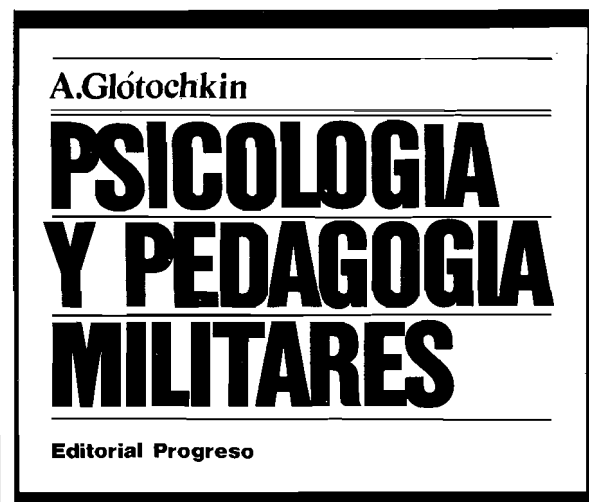 A.Glótochkin
PSICOLOGIA
Y PEDAGOGIA
MILITARES
Editorial Progreso